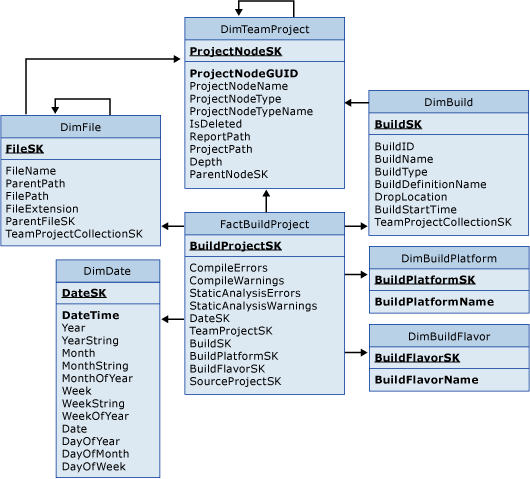 DimTeamProject
ProjectNodeSK
ProjectNodeGUID
ProjectNodeName
ProjectNodeType
ProjectNodeTypeName
IsDeleted
ReportPath
ProjectPath
Depth
ParentNodeSK
DimBuild
BuildSK
BuildID
BuildName
BuildType
BuildDefinitionName
DropLocation
BuildStartTime
TeamProjectCollectionSK
DimFile
FileSK
FileName
ParentPath
FilePath
FileExtension
ParentFileSK
TeamProjectCollectionSK
FactBuildProject
BuildProjectSK
CompileErrors
CompileWarnings
StaticAnalysisErrors
StaticAnalysisWarnings
DateSK
TeamProjectSK
BuildSK
BuildPlatformSK
BuildFlavorSK
SourceProjectSK
DimBuildPlatform
BuildPlatformSK
BuildPlatformName
DimDate
DateSK
DateTime
Year
YearString
Month
MonthString
MonthOfYear
Week
WeekString
WeekOfYear
Date
DayOfYear
DayOfMonth
DayOfWeek
DimBuildFlavor
BuildFlavorSK
BuildFlavorName